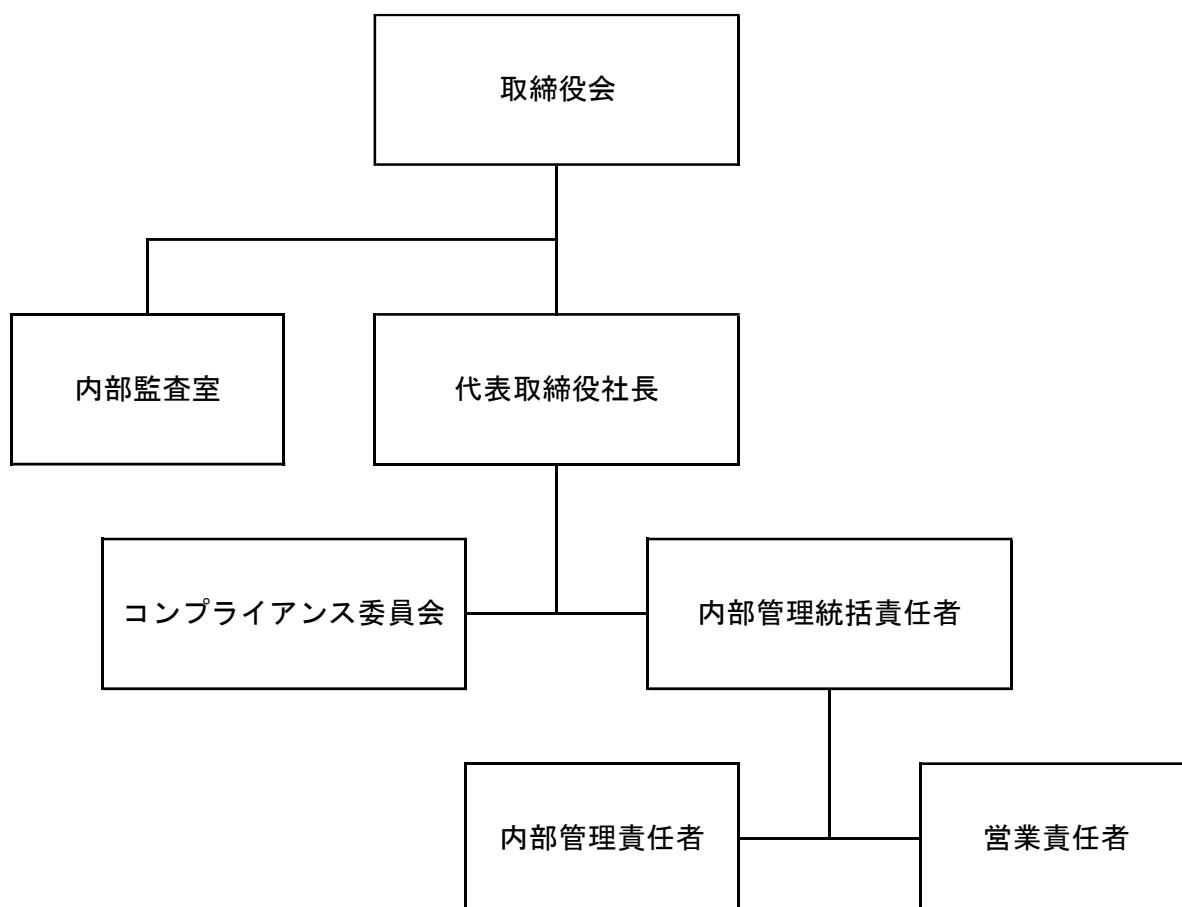 取締役会
内部監査室
代表取締役社長
コンプライアンス委員会
内部管理統括責任者
内部管理責任者
営業責任者